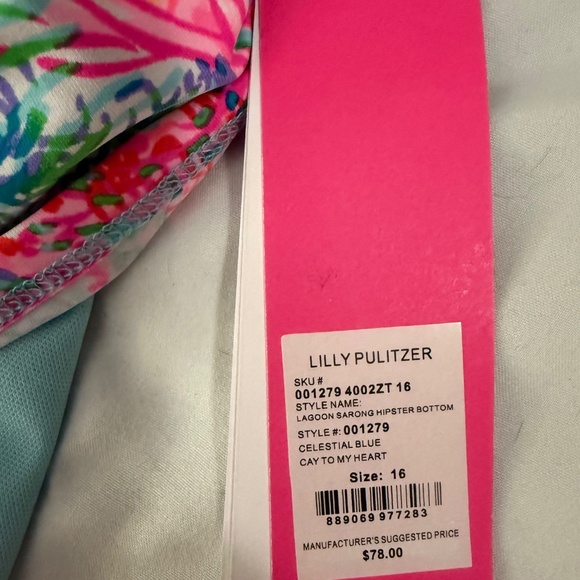 LILLY PULITZER
SKU #
001279 4002ZT 16
STYLE NAME:
LAGOON SARONG HIPSTER BOTTOM
STYLE #: 001279
CELESTIAL BLUE
CAY TO MY HEART
Size: 16
889069 977283
MANUFACTURER'S SUGGESTED PRICE
$78.00